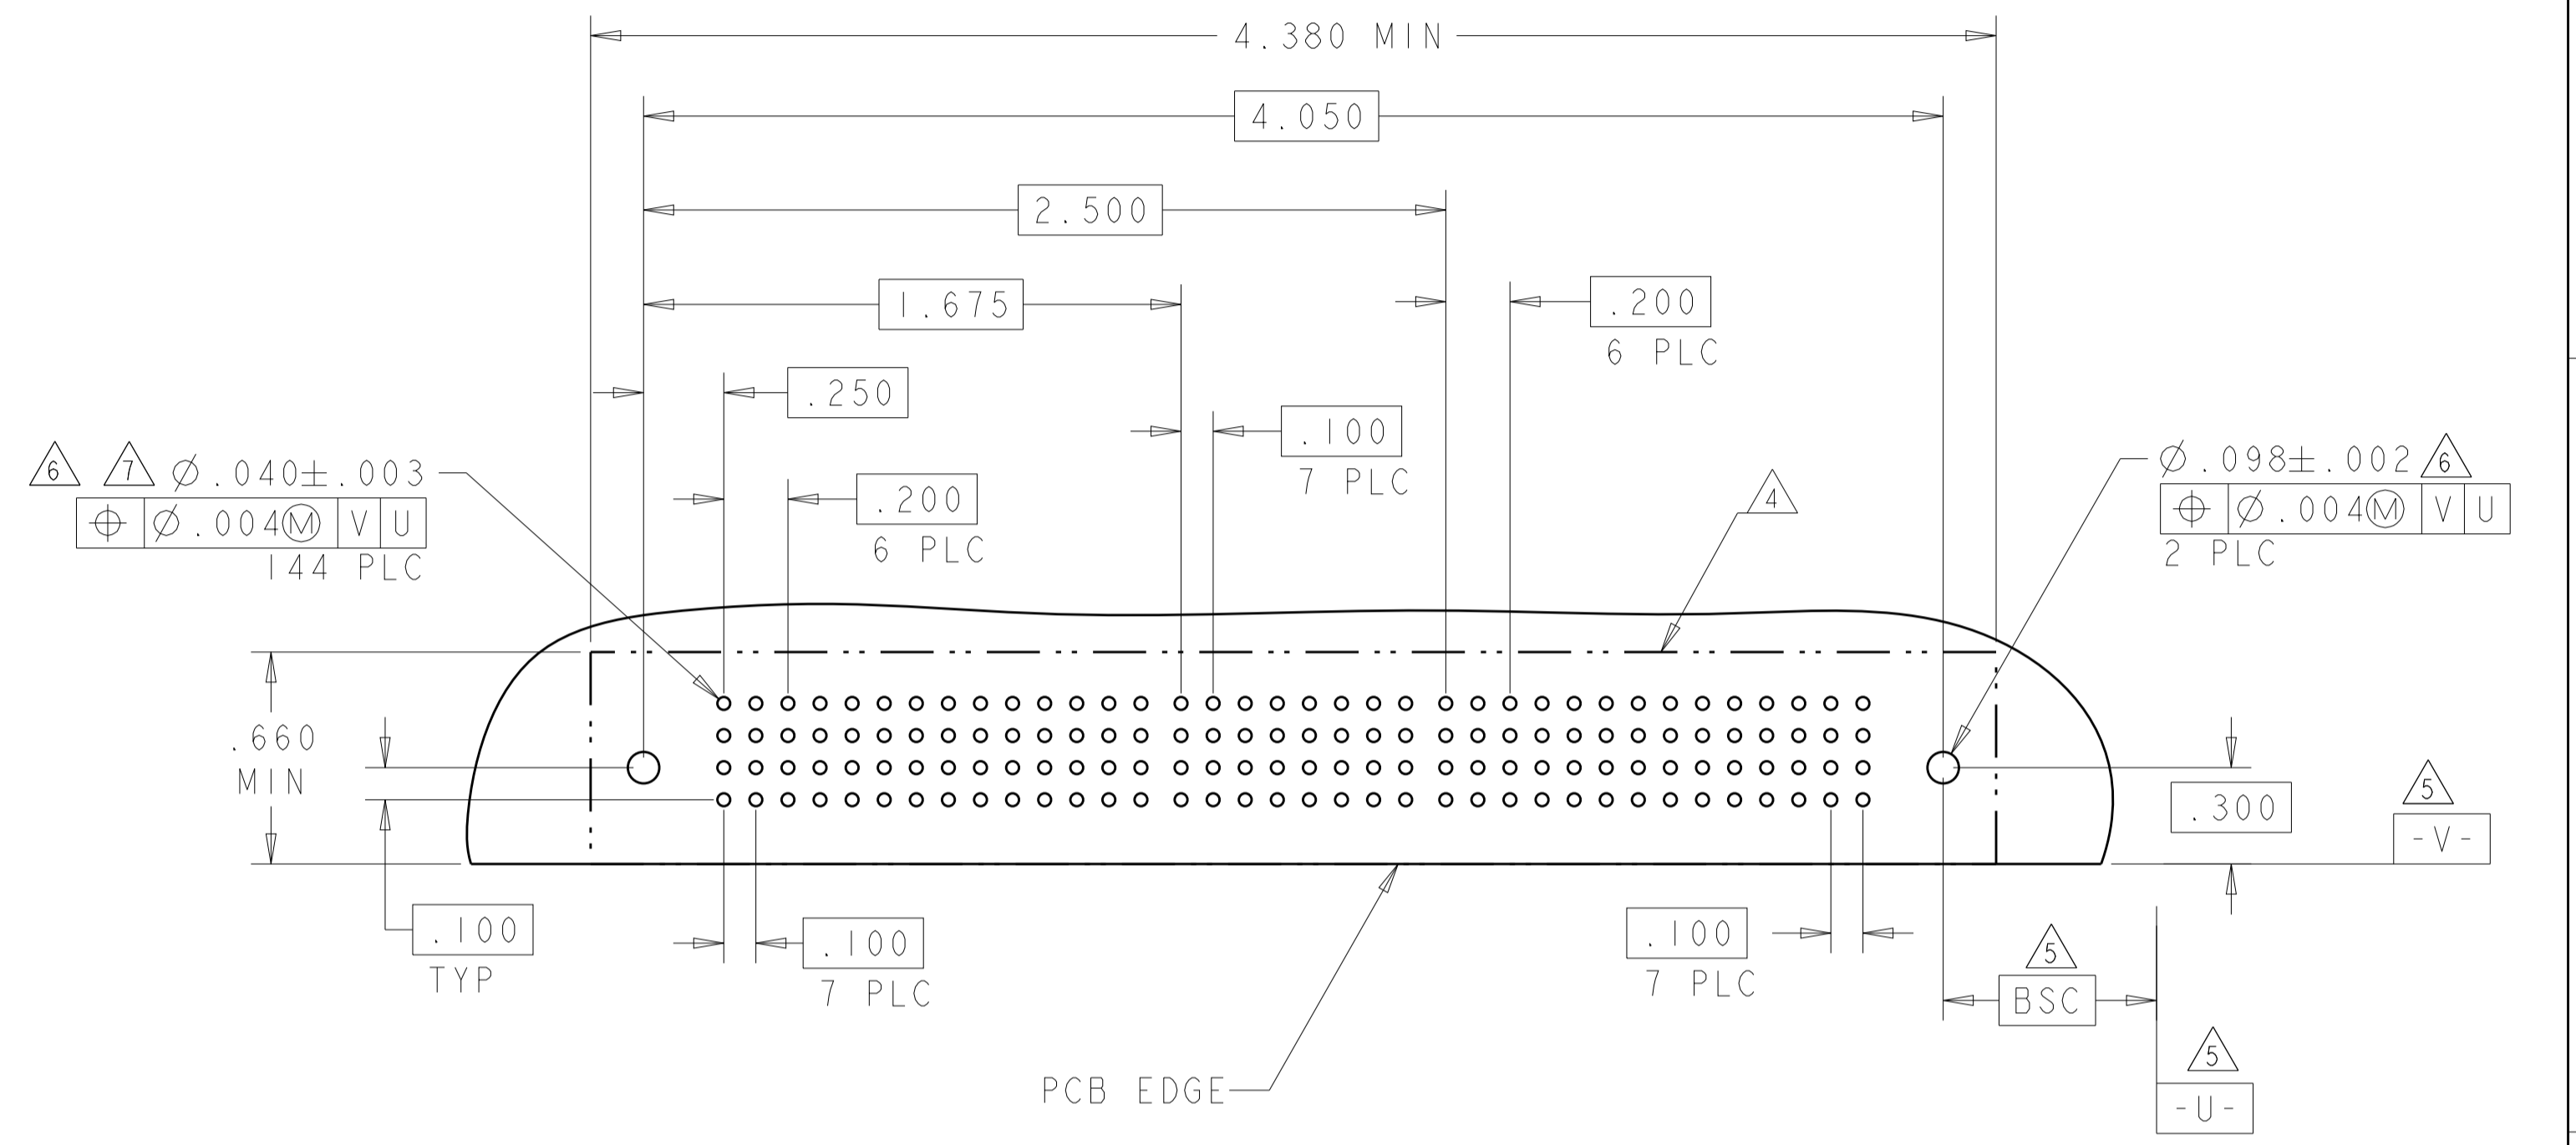 4.380 MIN
4.050
2.500
1.675
.200
6 PLC
.250
.100
7 PLC
6 7 Ø.040±.003
⌖ Ø.004Ⓜ V U
144 PLC
.200
6 PLC
4
Ø.098±.002 6
⌖ Ø.004Ⓜ V U
2 PLC
.660
MIN
.300
5
-V-
.100
TYP
.100
7 PLC
.100
7 PLC
5
BSC
PCB EDGE
5
-U-